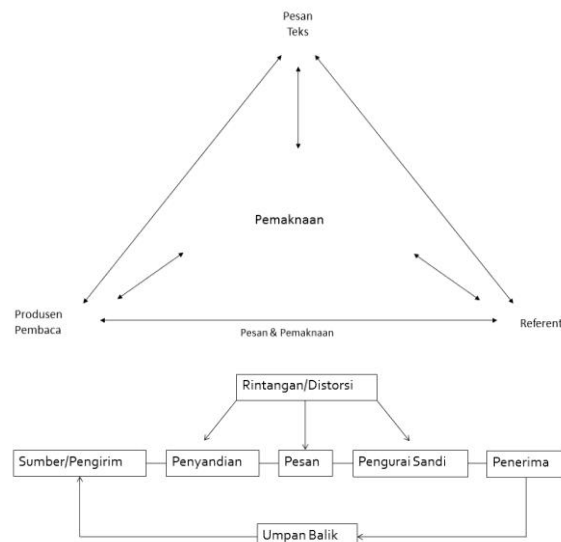 Pesan
Teks
Pemaknaan
Produsen
Pembaca
Referent
Pesan & Pemaknaan
Rintangan/Distorsi
Sumber/Pengirim
Penyandian
Pesan
Pengurai Sandi
Penerima
Umpan Balik